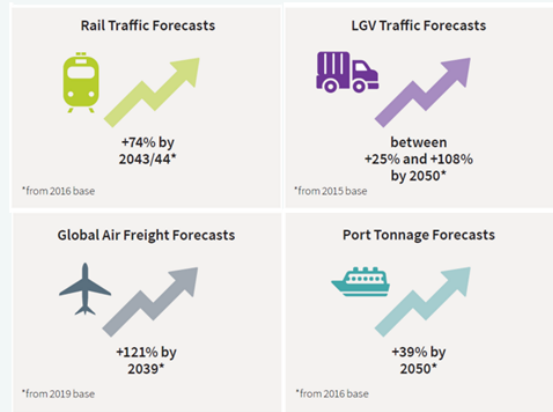 Rail Traffic Forecasts
+74% by
2043/44*
*from 2016 base
LGV Traffic Forecasts
between
+25% and +108%
by 2050*
*from 2015 base
Global Air Freight Forecasts
+121% by
2039*
*from 2019 base
Port Tonnage Forecasts
+39% by
2050*
*from 2016 base